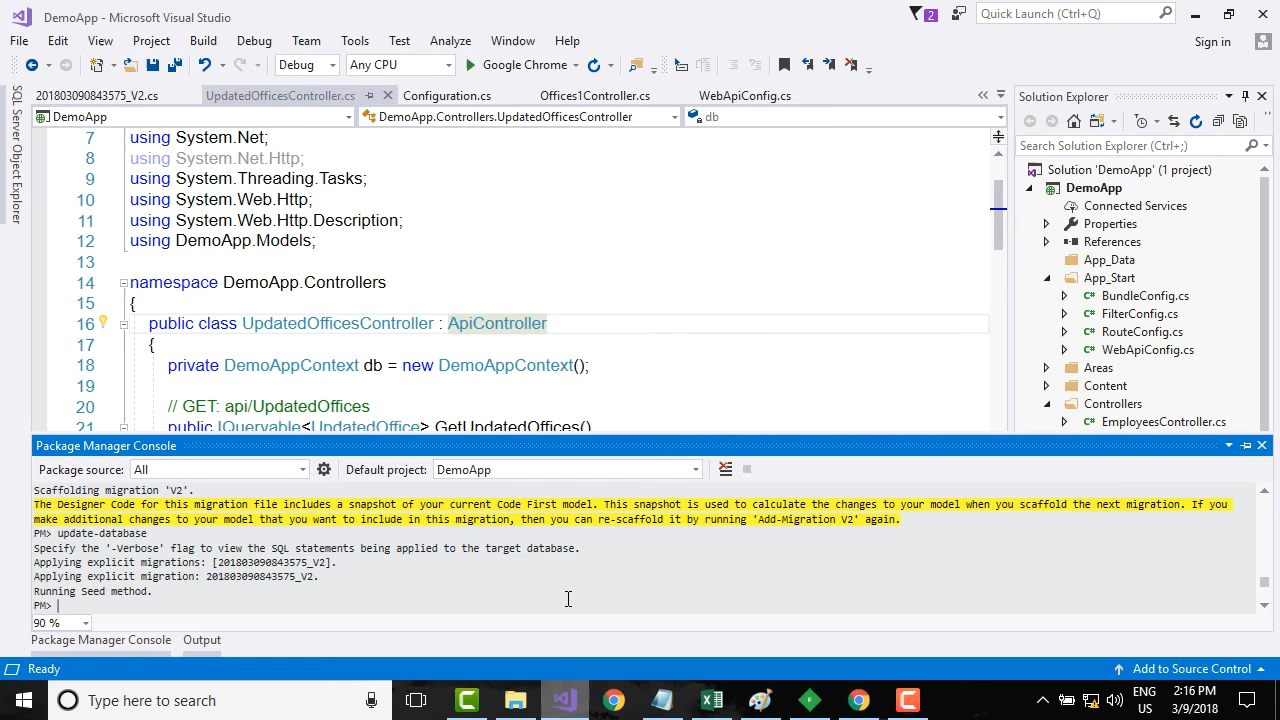 DemoApp - Microsoft Visual Studio
2
Quick Launch (Ctrl+Q)
File Edit View Project Build Debug Team Tools Test Analyze Window Help
Sign in
Debug
Any CPU
Google Chrome
SQL Server Object Explorer
201803090843575_V2.cs
UpdatedOfficesController.cs
Configuration.cs
Offices1Controller.cs
WebApiConfig.cs
DemoApp
DemoApp.Controllers.UpdatedOfficesController
db
7 using System.Net;
8 using System.Net.Http;
9 using System.Threading.Tasks;
10 using System.Web.Http;
11 using System.Web.Http.Description;
12 using DemoApp.Models;
13
14 namespace DemoApp.Controllers
15 {
16 public class UpdatedOfficesController : ApiController
17 {
18 private DemoAppContext db = new DemoAppContext();
19
20 // GET: api/UpdatedOffices
21 public IQueryable<UpdatedOffice> GetUpdatedOffices()
Solution Explorer
Search Solution Explorer (Ctrl+;)
Solution 'DemoApp' (1 project)
DemoApp
Connected Services
Properties
References
App_Data
App_Start
C# BundleConfig.cs
C# FilterConfig.cs
C# RouteConfig.cs
C# WebApiConfig.cs
Areas
Content
Controllers
C# EmployeesController.cs
Package Manager Console
Package source: All
Default project: DemoApp
Scaffolding migration 'V2'.
The Designer Code for this migration file includes a snapshot of your current Code First model. This snapshot is used to calculate the changes to your model when you scaffold the next migration. If you
make additional changes to your model that you want to include in this migration, then you can re-scaffold it by running 'Add-Migration V2' again.
PM> update-database
Specify the '-Verbose' flag to view the SQL statements being applied to the target database.
Applying explicit migrations: [201803090843575_V2].
Applying explicit migration: 201803090843575_V2.
Running Seed method.
PM>
90 %
Package Manager Console
Output
Ready
Add to Source Control
Type here to search
ENG
US
2:16 PM
3/9/2018